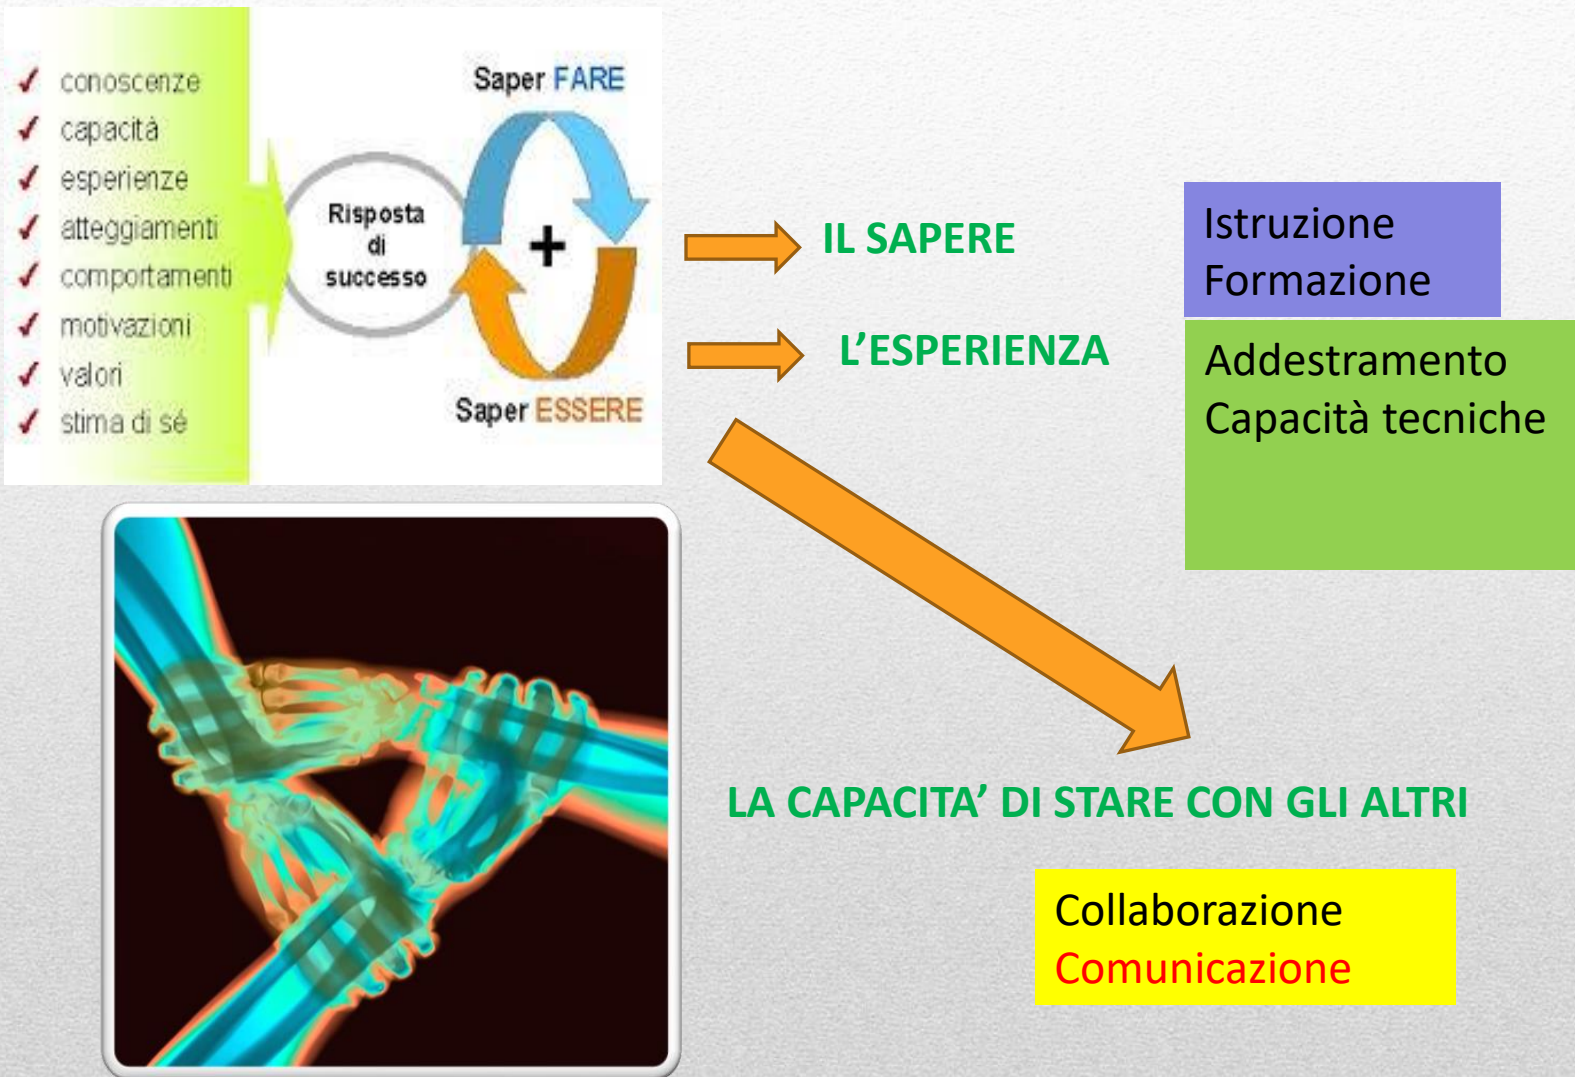 conoscenze
capacità
esperienze
atteggiamenti
comportamenti
motivazioni
valori
stima di sé
Risposta
di
successo
Saper FARE
+
Saper ESSERE
IL SAPERE
Istruzione
Formazione
L’ESPERIENZA
Addestramento
Capacità tecniche
LA CAPACITA’ DI STARE CON GLI ALTRI
Collaborazione
Comunicazione